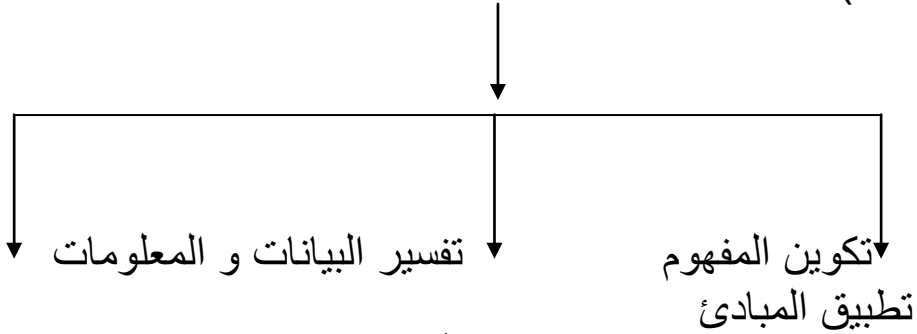 تكوين المفهوم تفسير البيانات و المعلومات
تطبيق المبادئ